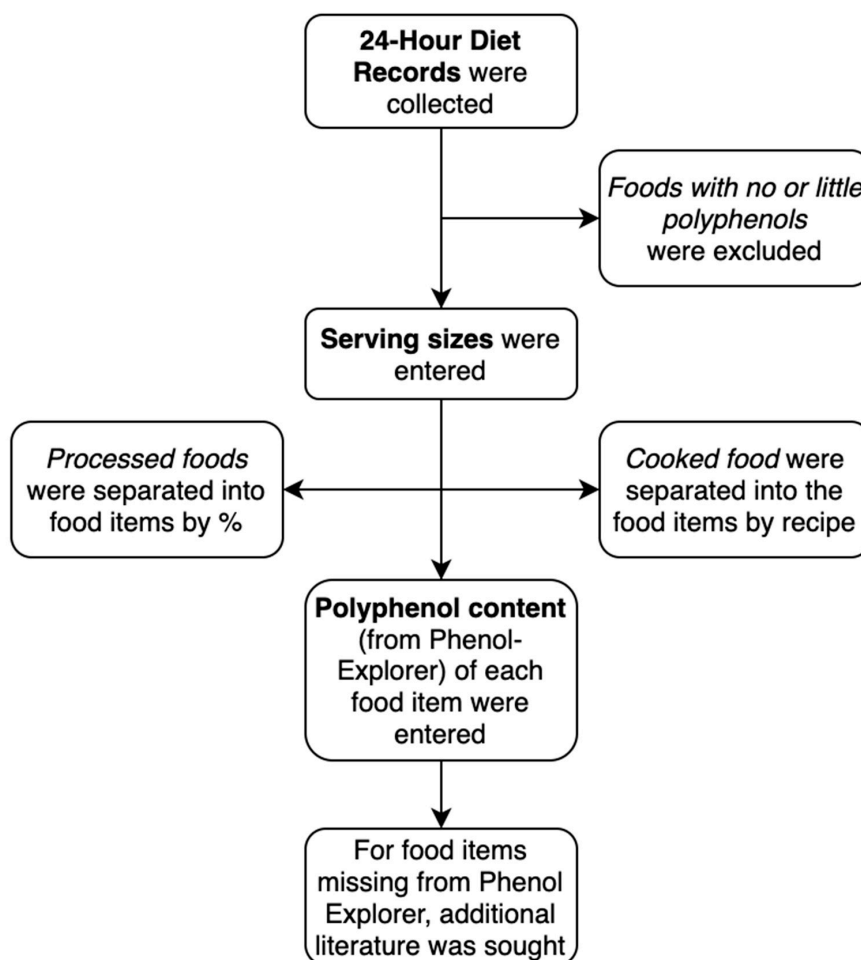 24-Hour Diet
Records were
collected
Foods with no or little
polyphenols
were excluded
Serving sizes were
entered
Processed foods
were separated into
food items by %
Cooked food were
separated into the
food items by recipe
Polyphenol content
(from Phenol-
Explorer) of each
food item were
entered
For food items
missing from Phenol
Explorer, additional
literature was sought